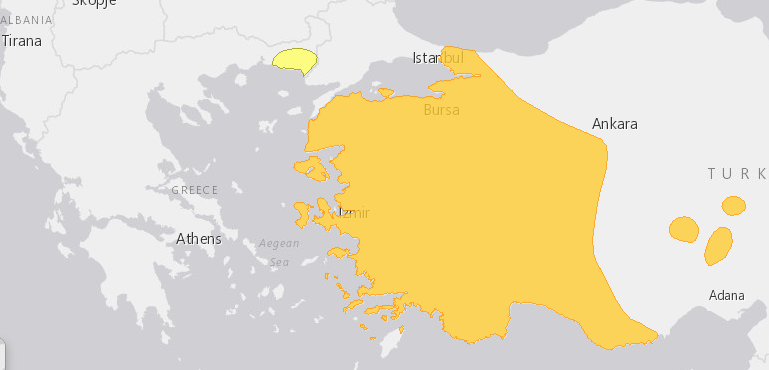 Skopje
ALBANIA
Tirana
Istanbul
Bursa
Ankara
TURK
GREECE
Izmir
Athens
Aegean
Sea
Adana